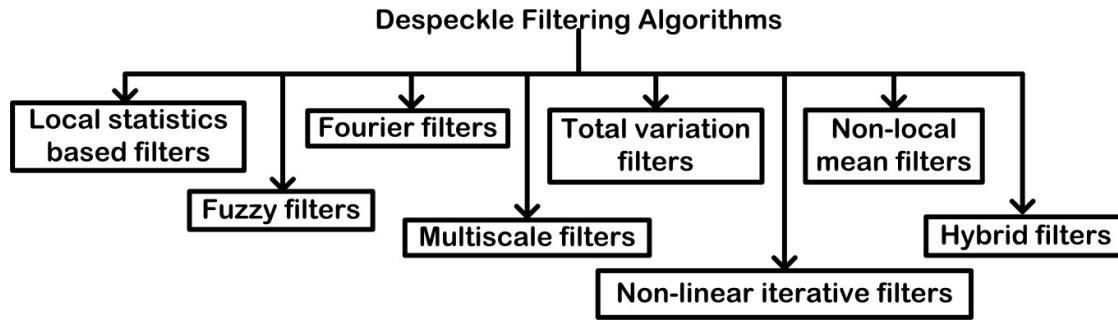 Despeckle Filtering Algorithms
Local statistics
based filters
Fuzzy filters
Fourier filters
Multiscale filters
Total variation
filters
Non-linear iterative filters
Non-local
mean filters
Hybrid filters